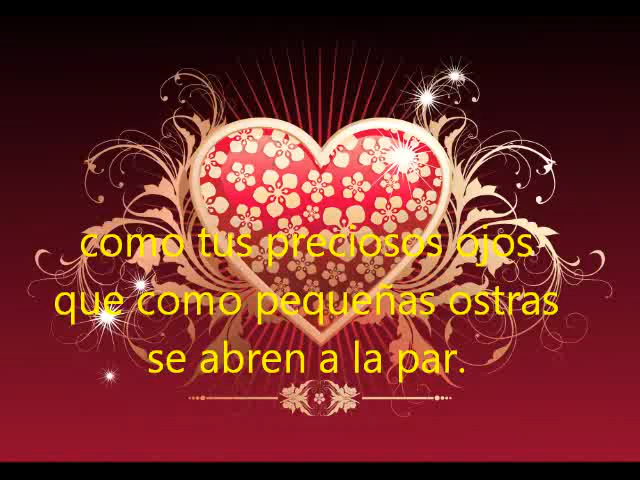 como tus preciosos ojos
que como pequeñas ostras
se abren a la par.